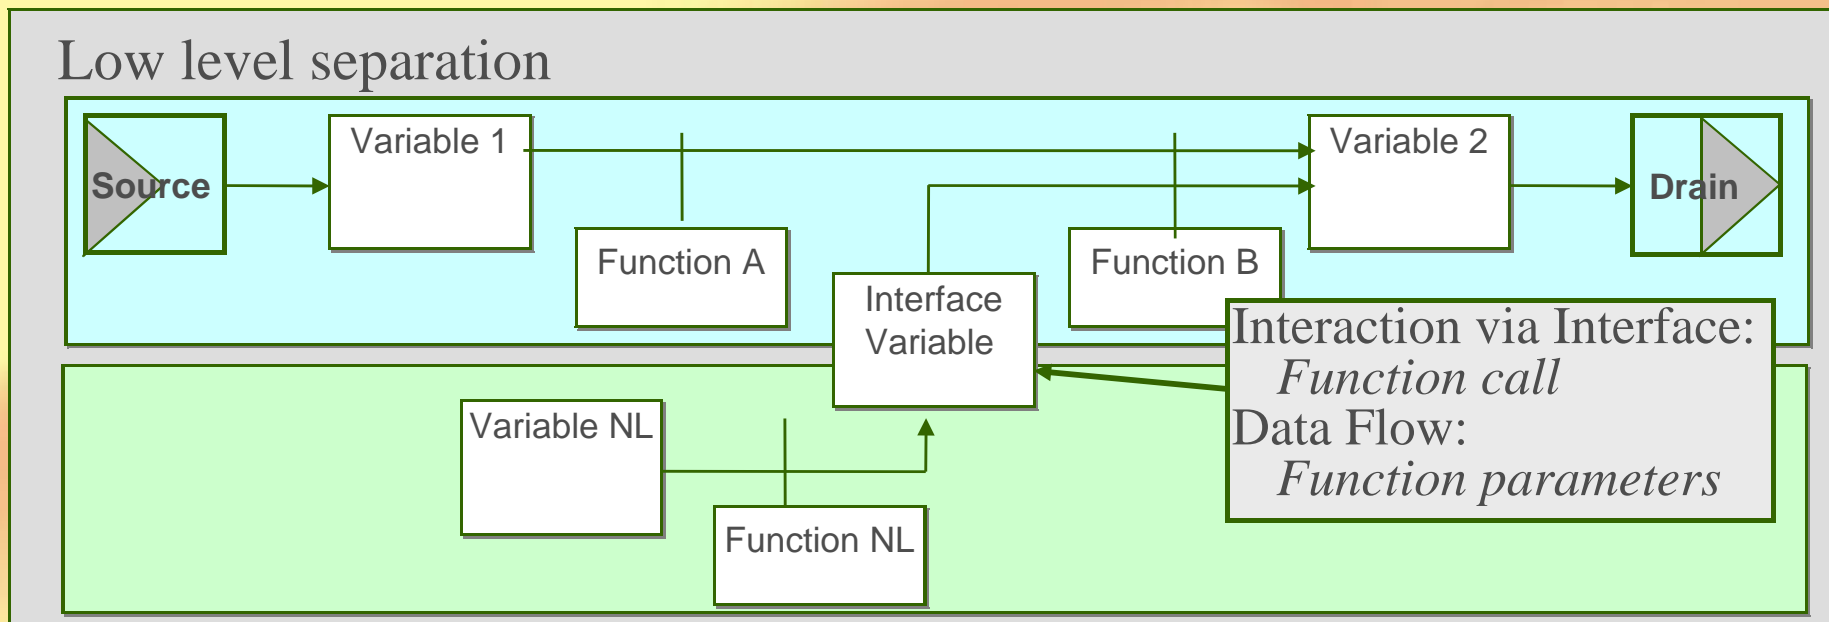 Low level separation
Source
Variable 1
Variable 2
Drain
Function A
Function B
Interface
Variable
Interaction via Interface:
Function call
Data Flow:
Function parameters
Variable NL
Function NL